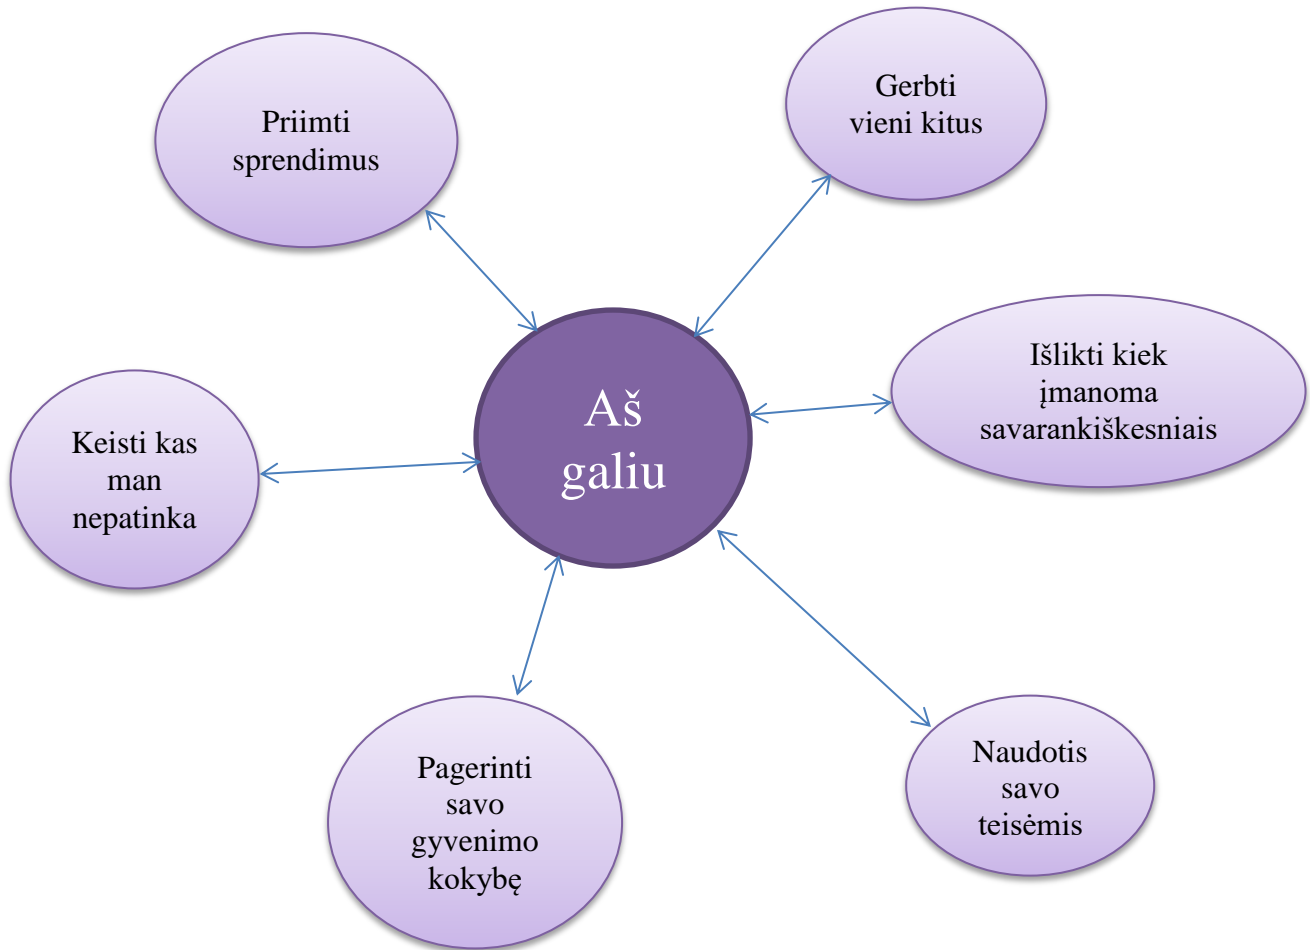 Priimti
sprendimus
Gerbti
vieni kitus
Išlikti kiek
įmanoma
savarankiškesniais
Aš
galiu
Keisti kas
man
nepatinka
Pagerinti
savo
gyvenimo
kokybę
Naudotis
savo
teisėmis